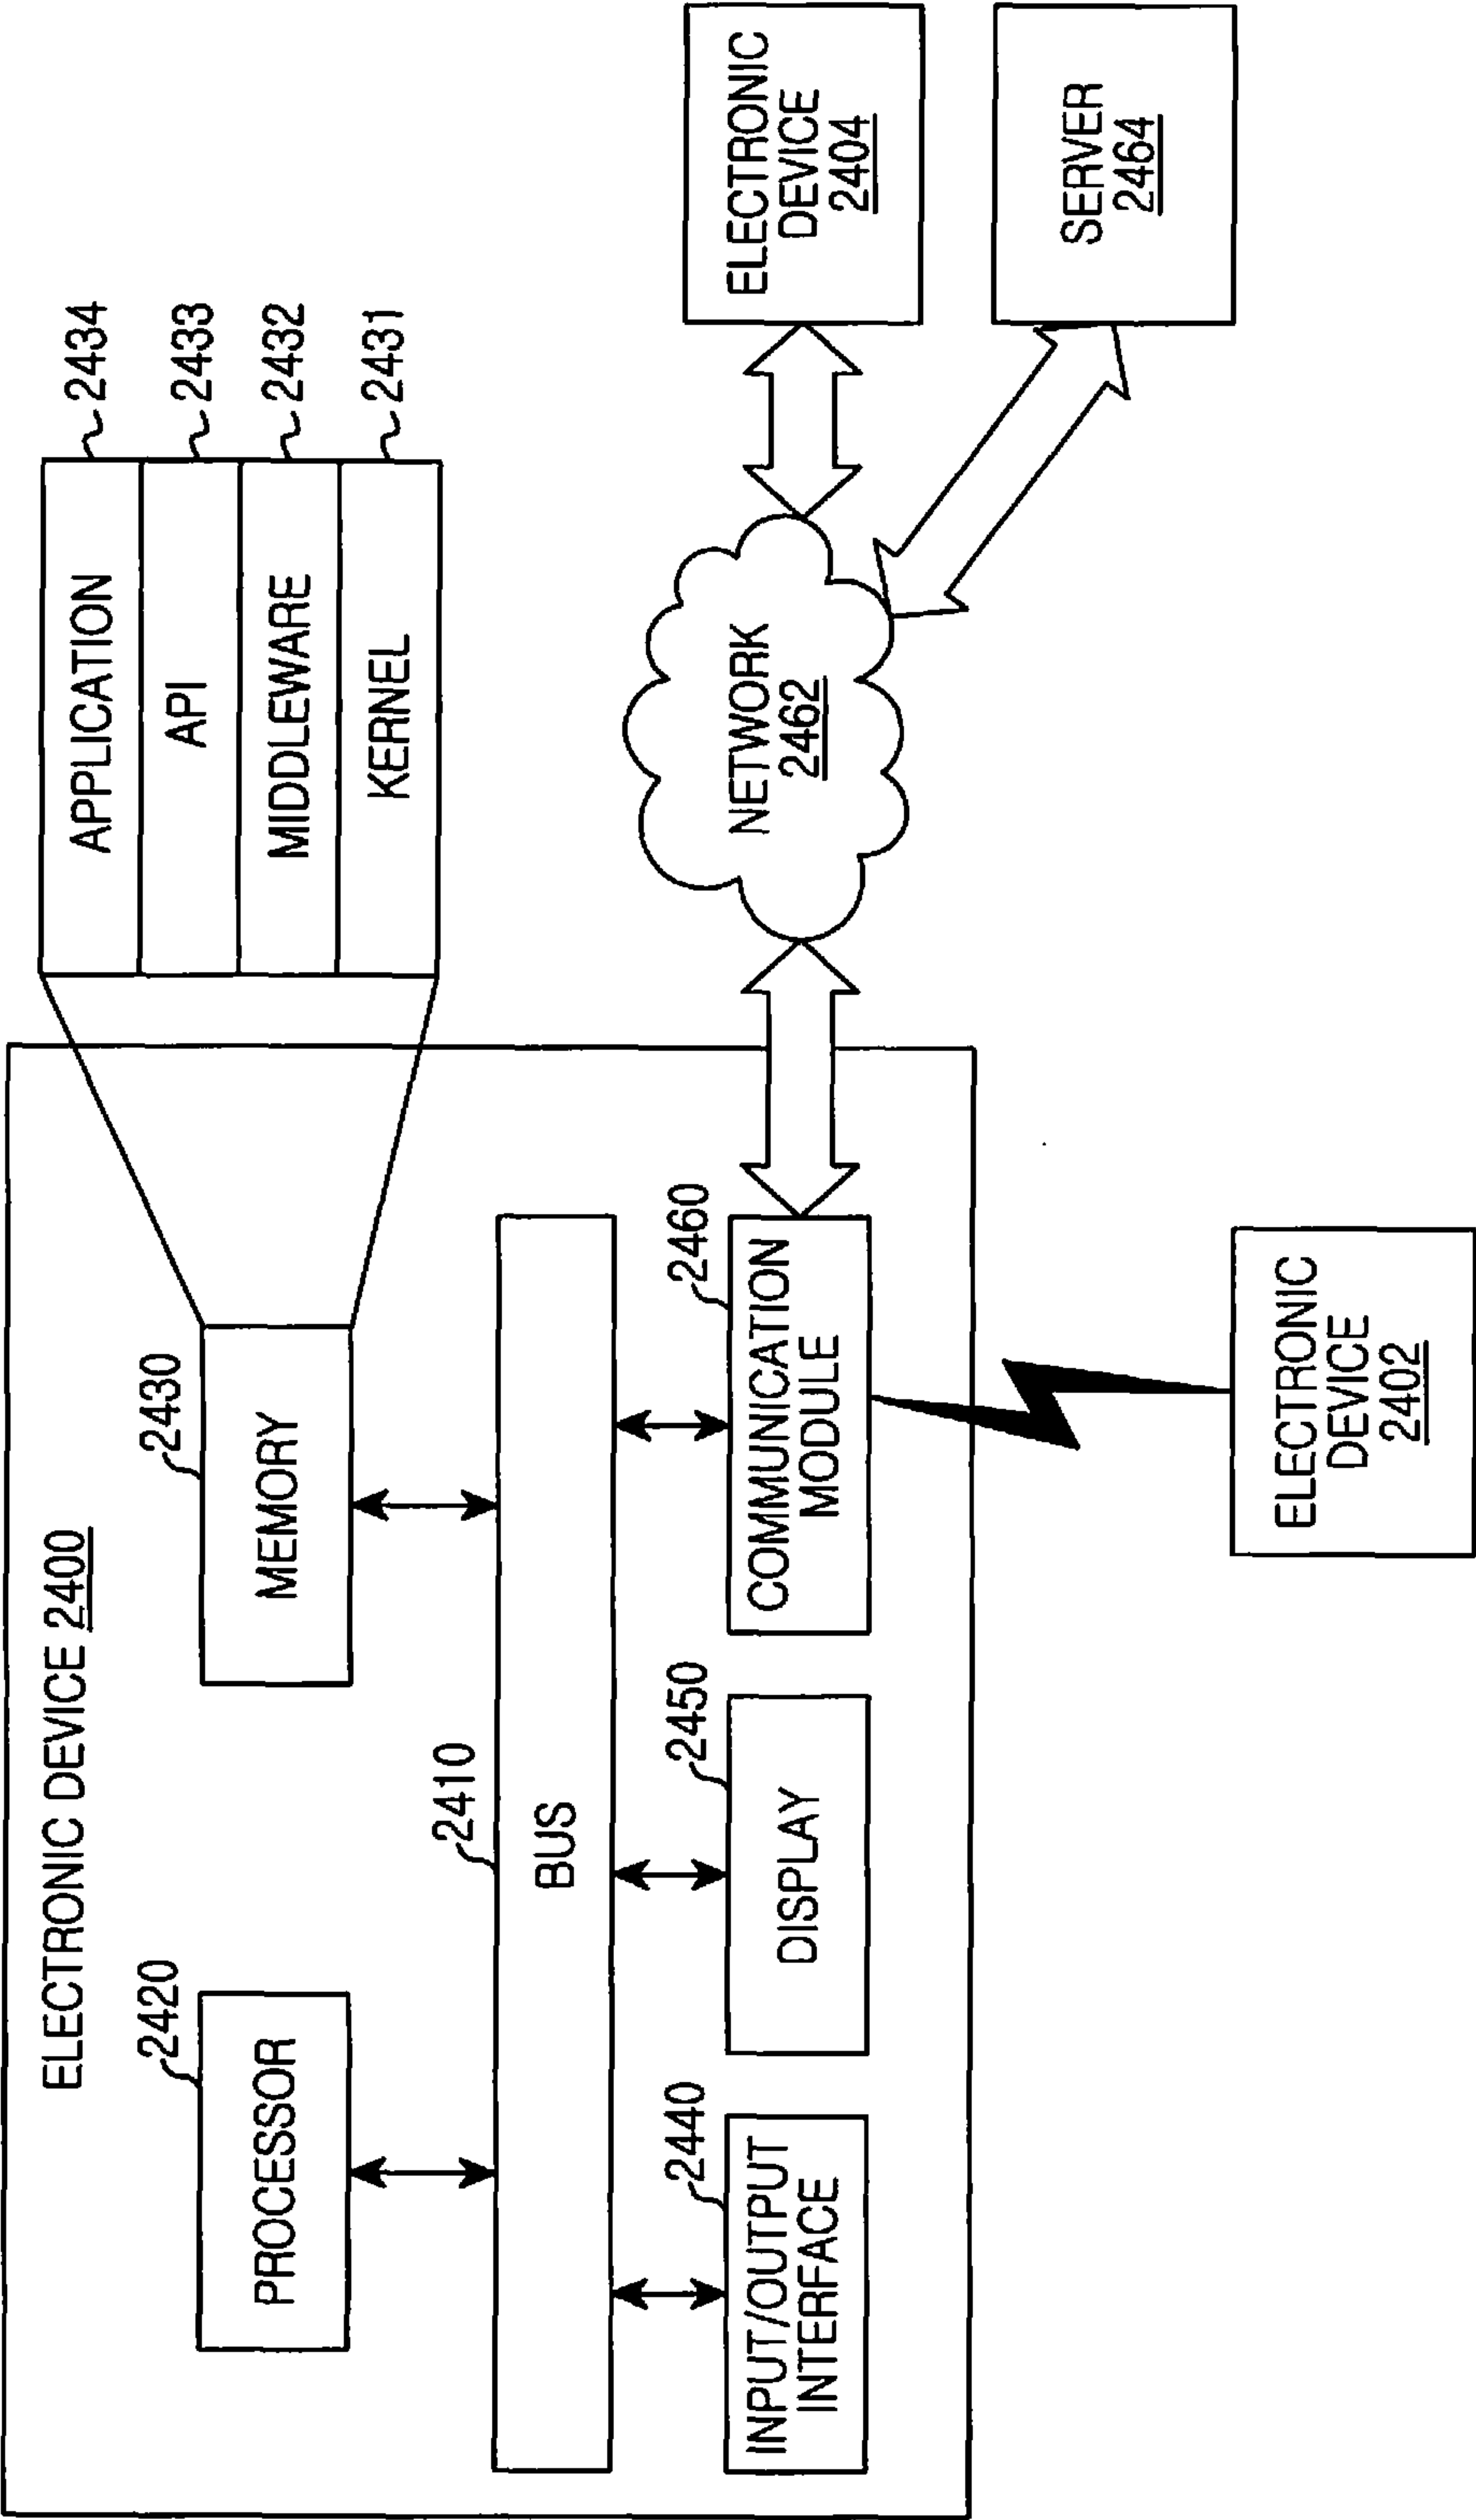 ELECTRONIC DEVICE 2400
2420
PROCESSOR
2430
MEMORY
APPLICATION
2434
API
2433
MIDDLEWARE
2432
KERNEL
2431
2410
BUS
2440
INPUT/OUTPUT
INTERFACE
2450
DISPLAY
2460
COMMUNICATION
MODULE
NETWORK
2462
ELECTRONIC
DEVICE
2404
SERVER
2464
ELECTRONIC
DEVICE
2402